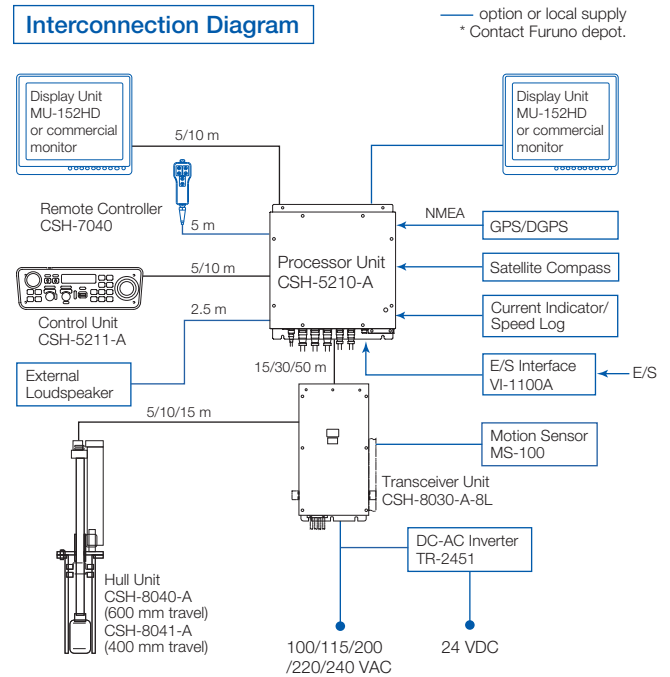 Interconnection Diagram
option or local supply
* Contact Furuno depot.
Display Unit
MU-152HD
or commercial
monitor
5/10 m
Display Unit
MU-152HD
or commercial
monitor
Remote Controller
CSH-7040
5 m
NMEA
GPS/DGPS
Processor Unit
CSH-5210-A
Satellite Compass
5/10 m
Control Unit
CSH-5211-A
2.5 m
Current Indicator/
Speed Log
External
Loudspeaker
15/30/50 m
E/S Interface
VI-1100A
E/S
5/10/15 m
Motion Sensor
MS-100
Transceiver Unit
CSH-8030-A-8L
DC-AC Inverter
TR-2451
Hull Unit
CSH-8040-A
(600 mm travel)
CSH-8041-A
(400 mm travel)
100/115/200
/220/240 VAC
24 VDC